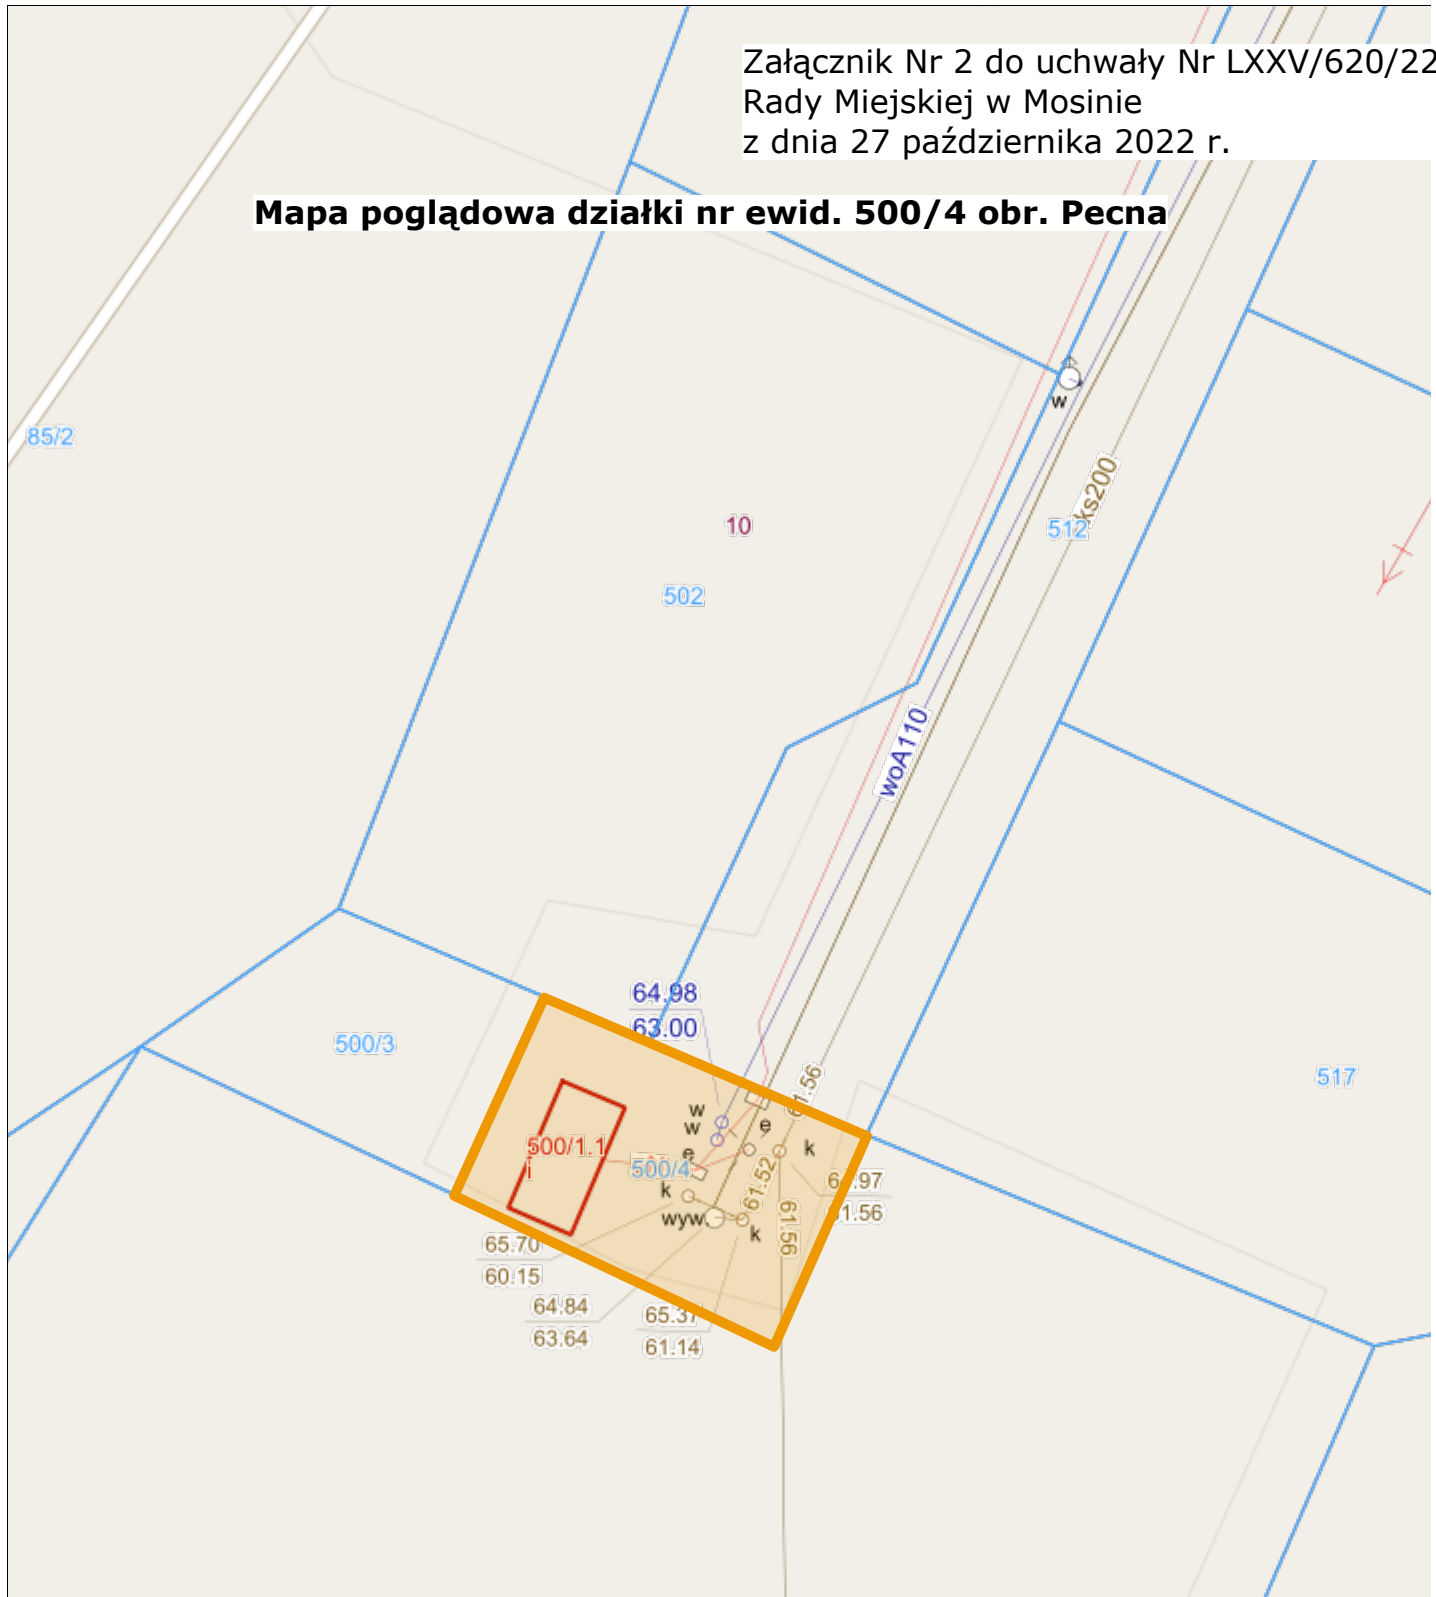 Załącznik Nr 2 do uchwały Nr LXXV/620/22
Rady Miejskiej w Mosinie
z dnia 27 października 2022 r.
Mapa poglądowa działki nr ewid. 500/4 obr. Pecna
w
85/2
ks200
10
512
502
woA110
64.98
63.00
500/3
517
61.56
w
w
e
e
k
500/1.1
i
500/4
k
61.52
61.56
wyw.
k
61.56
65.70
60.15
64.84
63.64
65.37
61.14